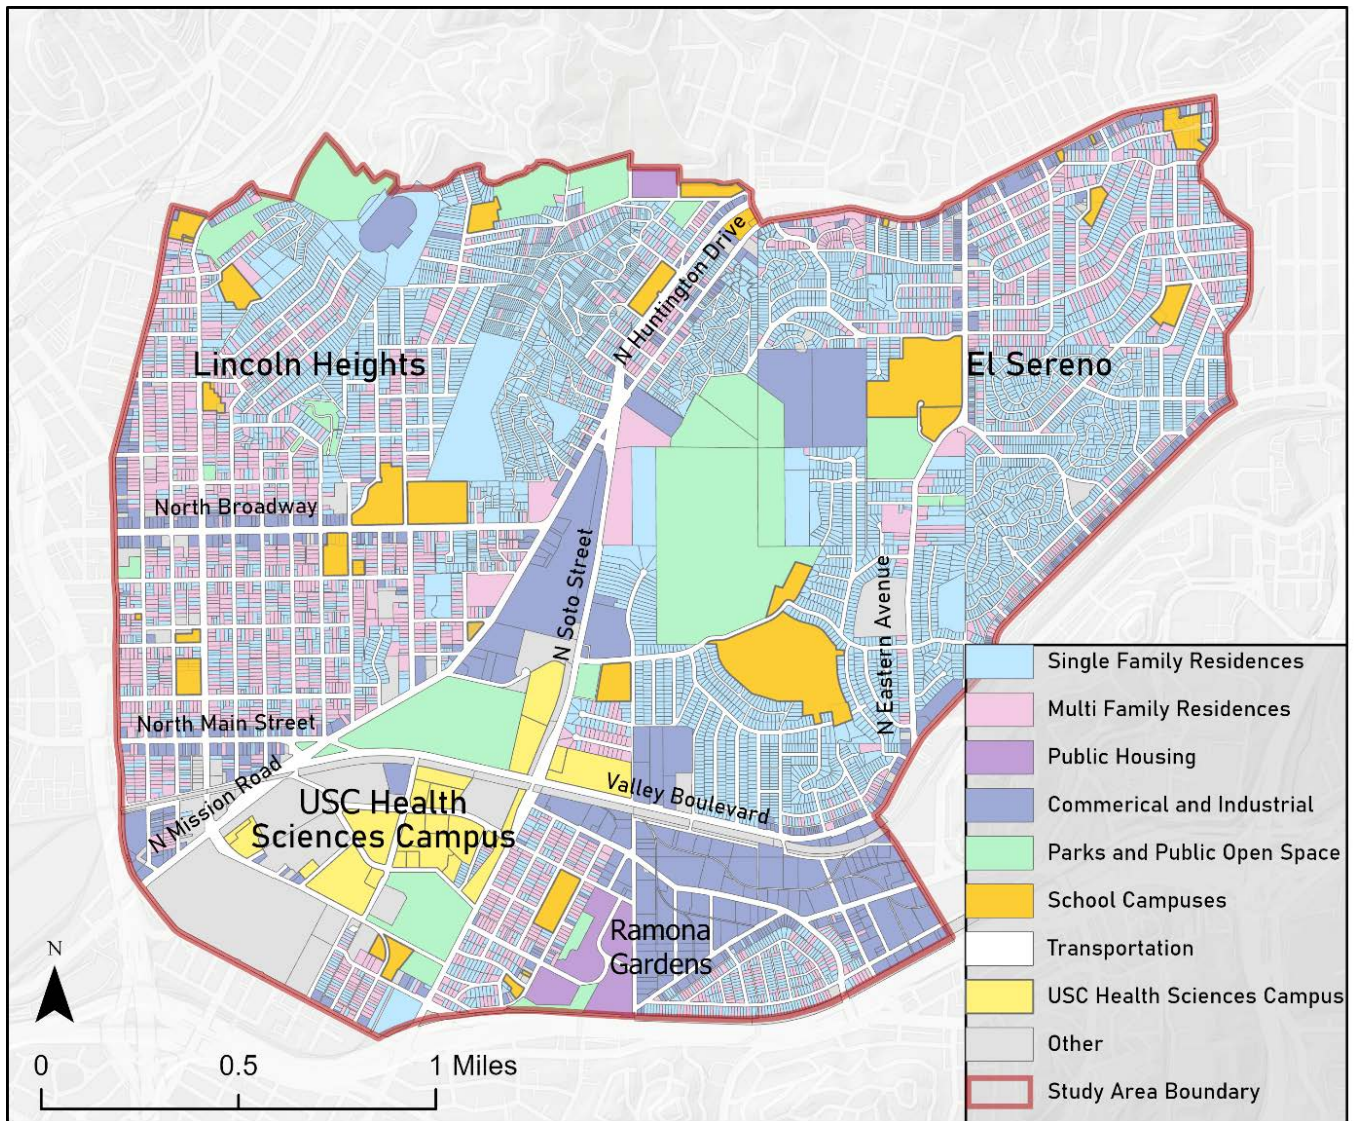 N Huntington Drive
Lincoln Heights
El Sereno
North Broadway
N Soto Street
N Eastern Avenue
North Main Street
N Mission Road
USC Health
Sciences Campus
Valley Boulevard
Ramona
Gardens
N
0 0.5 1 Miles
Single Family Residences
Multi Family Residences
Public Housing
Commerical and Industrial
Parks and Public Open Space
School Campuses
Transportation
USC Health Sciences Campus
Other
Study Area Boundary